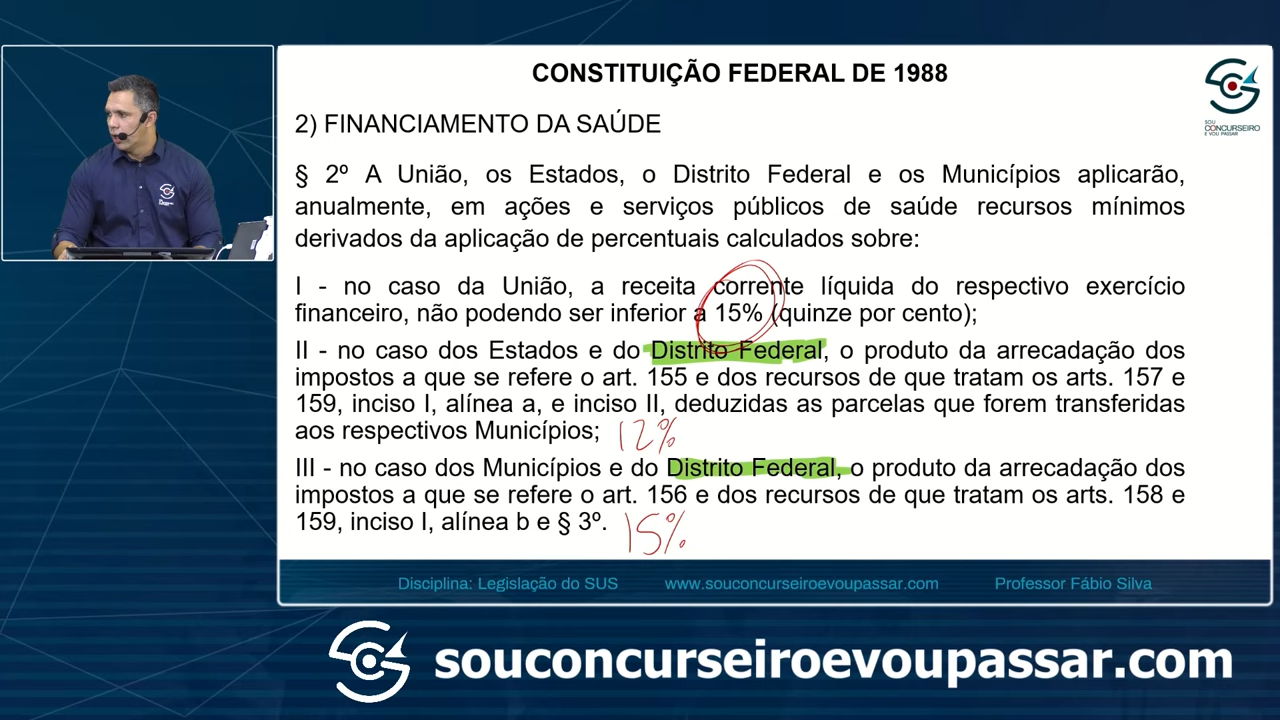 CONSTITUIÇÃO FEDERAL DE 1988
SOU
CONCURSEIRO
E VOU PASSAR
2) FINANCIAMENTO DA SAÚDE
§ 2º A União, os Estados, o Distrito Federal e os Municípios aplicarão,
anualmente, em ações e serviços públicos de saúde recursos mínimos
derivados da aplicação de percentuais calculados sobre:
I - no caso da União, a receita corrente líquida do respectivo exercício
financeiro, não podendo ser inferior a 15% (quinze por cento);
II - no caso dos Estados e do Distrito Federal, o produto da arrecadação dos
impostos a que se refere o art. 155 e dos recursos de que tratam os arts. 157 e
159, inciso I, alínea a, e inciso II, deduzidas as parcelas que forem transferidas
aos respectivos Municípios; 12%
III - no caso dos Municípios e do Distrito Federal, o produto da arrecadação dos
impostos a que se refere o art. 156 e dos recursos de que tratam os arts. 158 e
159, inciso I, alínea b e § 3º. 15%
Disciplina: Legislação do SUS www.souconcurseiroevoupassar.com Professor Fábio Silva
souconcurseiroevoupassar.com